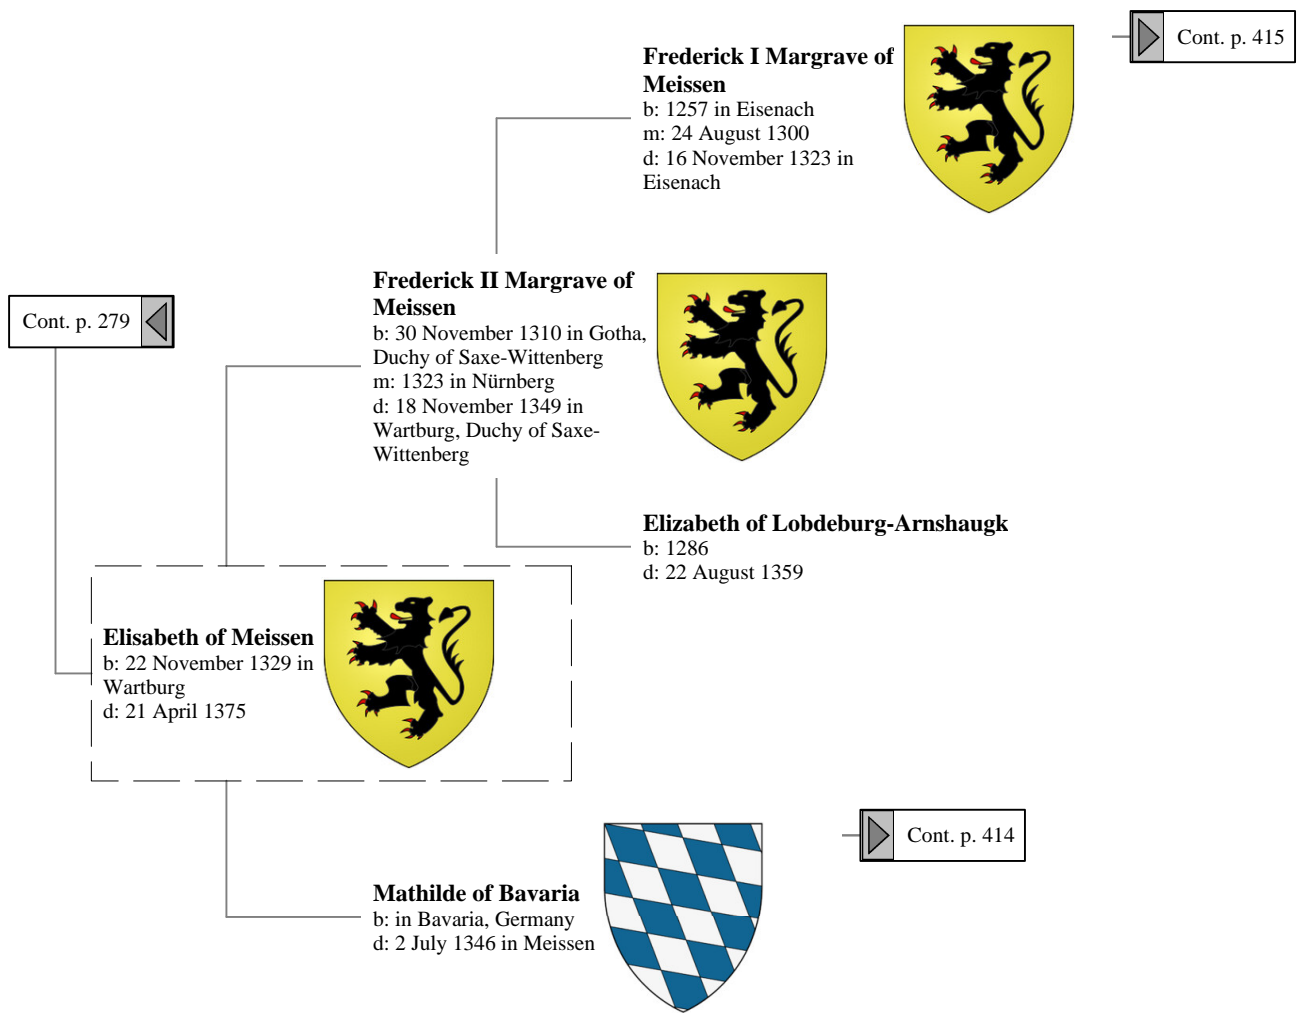 Cont. p. 415
Frederick I Margrave of
Meissen
b: 1257 in Eisenach
m: 24 August 1300
d: 16 November 1323 in
Eisenach
Frederick II Margrave of
Meissen
b: 30 November 1310 in Gotha,
Duchy of Saxe-Wittenberg
m: 1323 in Nürnberg
d: 18 November 1349 in
Wartburg, Duchy of Saxe-
Wittenberg
Cont. p. 279
Elizabeth of Lobdeburg-Arnshaugk
b: 1286
d: 22 August 1359
Elisabeth of Meissen
b: 22 November 1329 in
Wartburg
d: 21 April 1375
Cont. p. 414
Mathilde of Bavaria
b: in Bavaria, Germany
d: 2 July 1346 in Meissen